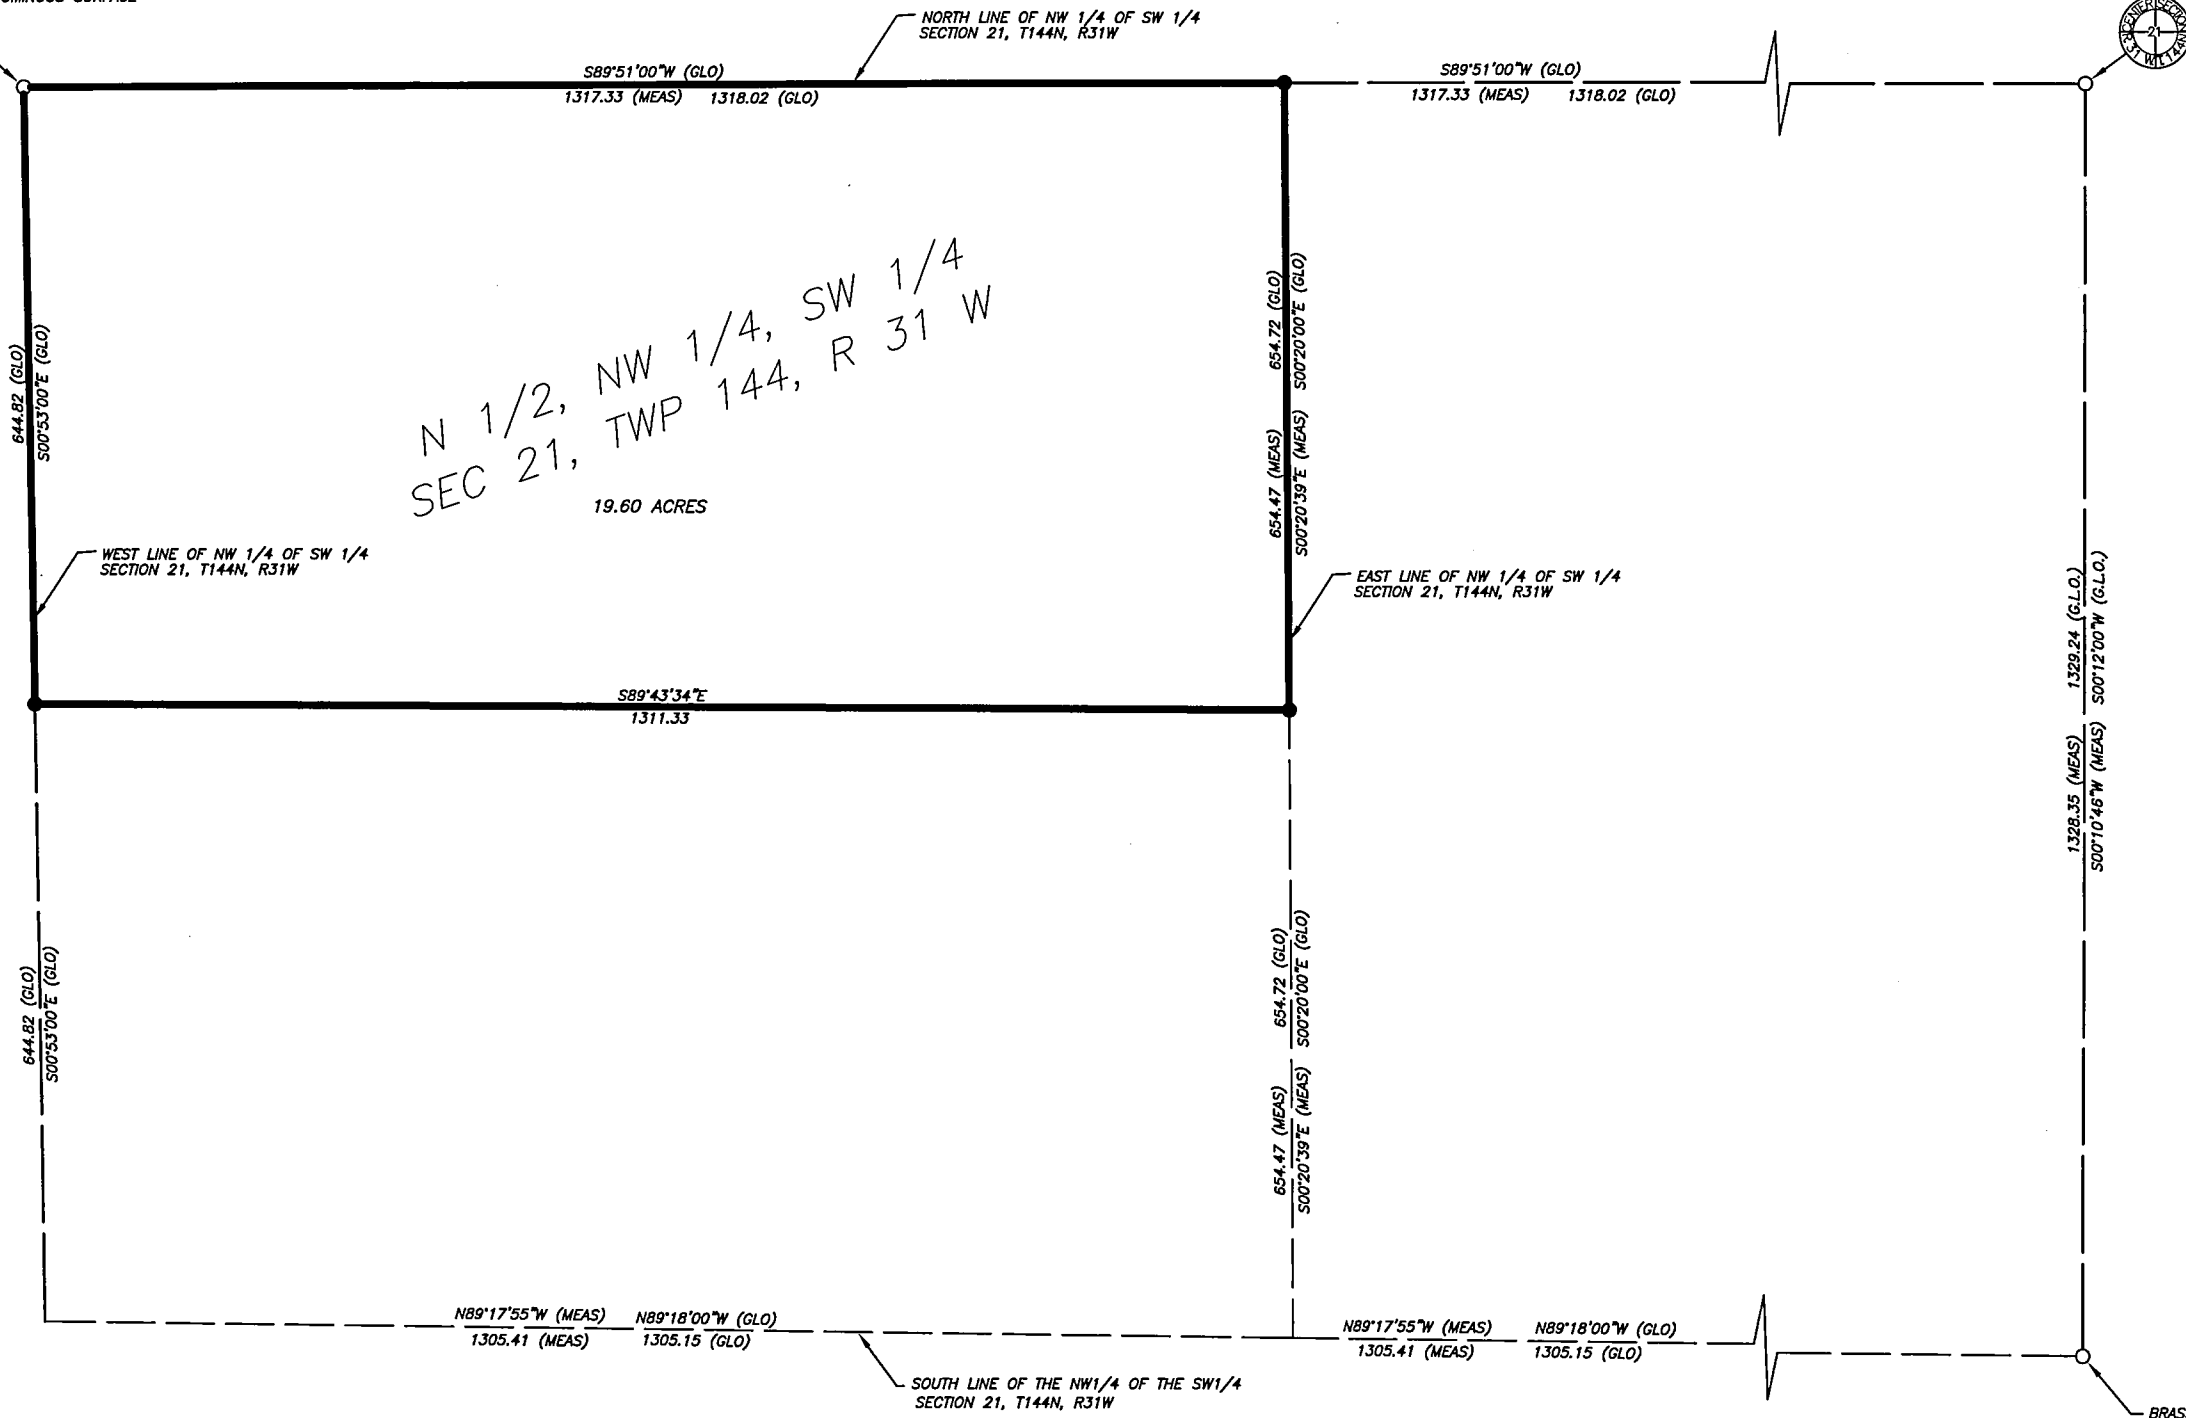 NORTH LINE OF NW 1/4 OF SW 1/4
SECTION 21, T144N, R31W
CENTER SECTION
21
R 31 W
T144N
S89°51'00"W (GLO)
1317.33 (MEAS) 1318.02 (GLO)
S89°51'00"W (GLO)
1317.33 (MEAS) 1318.02 (GLO)
644.82 (GLO)
S00°53'00"E (GLO)
N 1/2, NW 1/4, SW 1/4
SEC 21, TWP 144, R 31 W
19.60 ACRES
654.47 (MEAS) 654.72 (GLO)
S00°20'39"E (MEAS) S00°20'00"E (GLO)
WEST LINE OF NW 1/4 OF SW 1/4
SECTION 21, T144N, R31W
EAST LINE OF NW 1/4 OF SW 1/4
SECTION 21, T144N, R31W
1328.35 (MEAS) 1329.24 (G.L.O.)
S00°10'46"W (MEAS) S00°12'00"W (G.L.O.)
S89°43'34"E
1311.33
644.82 (GLO)
S00°53'00"E (GLO)
654.47 (MEAS) 654.72 (GLO)
S00°20'39"E (MEAS) S00°20'00"E (GLO)
N89°17'55"W (MEAS) N89°18'00"W (GLO)
1305.41 (MEAS) 1305.15 (GLO)
N89°17'55"W (MEAS) N89°18'00"W (GLO)
1305.41 (MEAS) 1305.15 (GLO)
SOUTH LINE OF THE NW1/4 OF THE SW1/4
SECTION 21, T144N, R31W